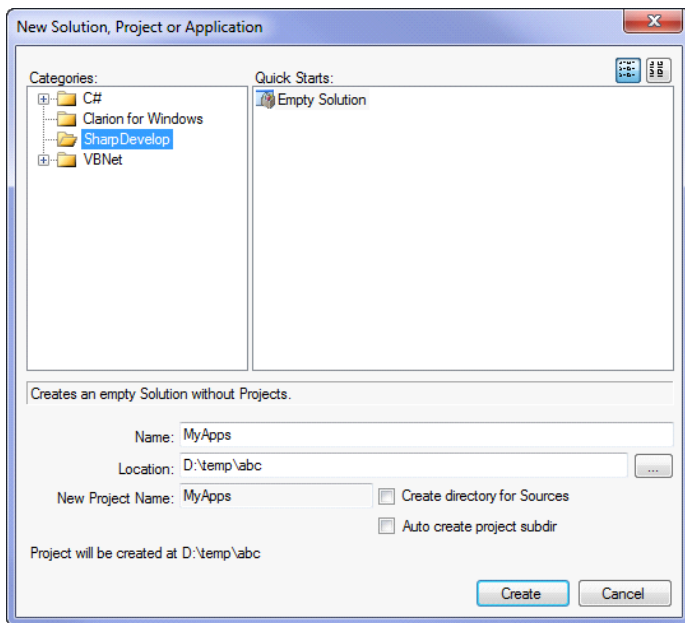 New Solution, Project or Application
Categories:
Quick Starts:
C#
Clarion for Windows
SharpDevelop
VBNet
Empty Solution
Creates an empty Solution without Projects.
Name: MyApps
Location: D:\temp\abc
...
New Project Name: MyApps
Create directory for Sources
Auto create project subdir
Project will be created at D:\temp\abc
Create
Cancel